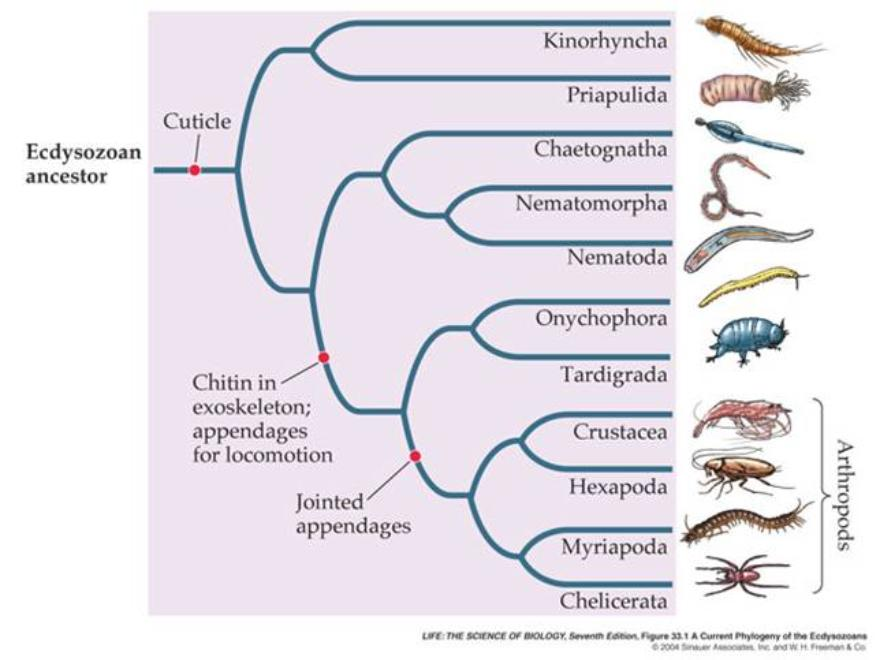 Kinorhyncha
Priapulida
Cuticle
Ecdysozoan
ancestor
Chaetognatha
Nematomorpha
Nematoda
Onychophora
Tardigrada
Chitin in
exoskeleton;
appendages
for locomotion
Crustacea
Hexapoda
Jointed
appendages
Myriapoda
Chelicerata
Arthropods
LIFE: THE SCIENCE OF BIOLOGY, Seventh Edition, Figure 33.1 A Current Phylogeny of the Ecdysozoans
© 2004 Sinauer Associates, Inc. and W. H. Freeman & Co.